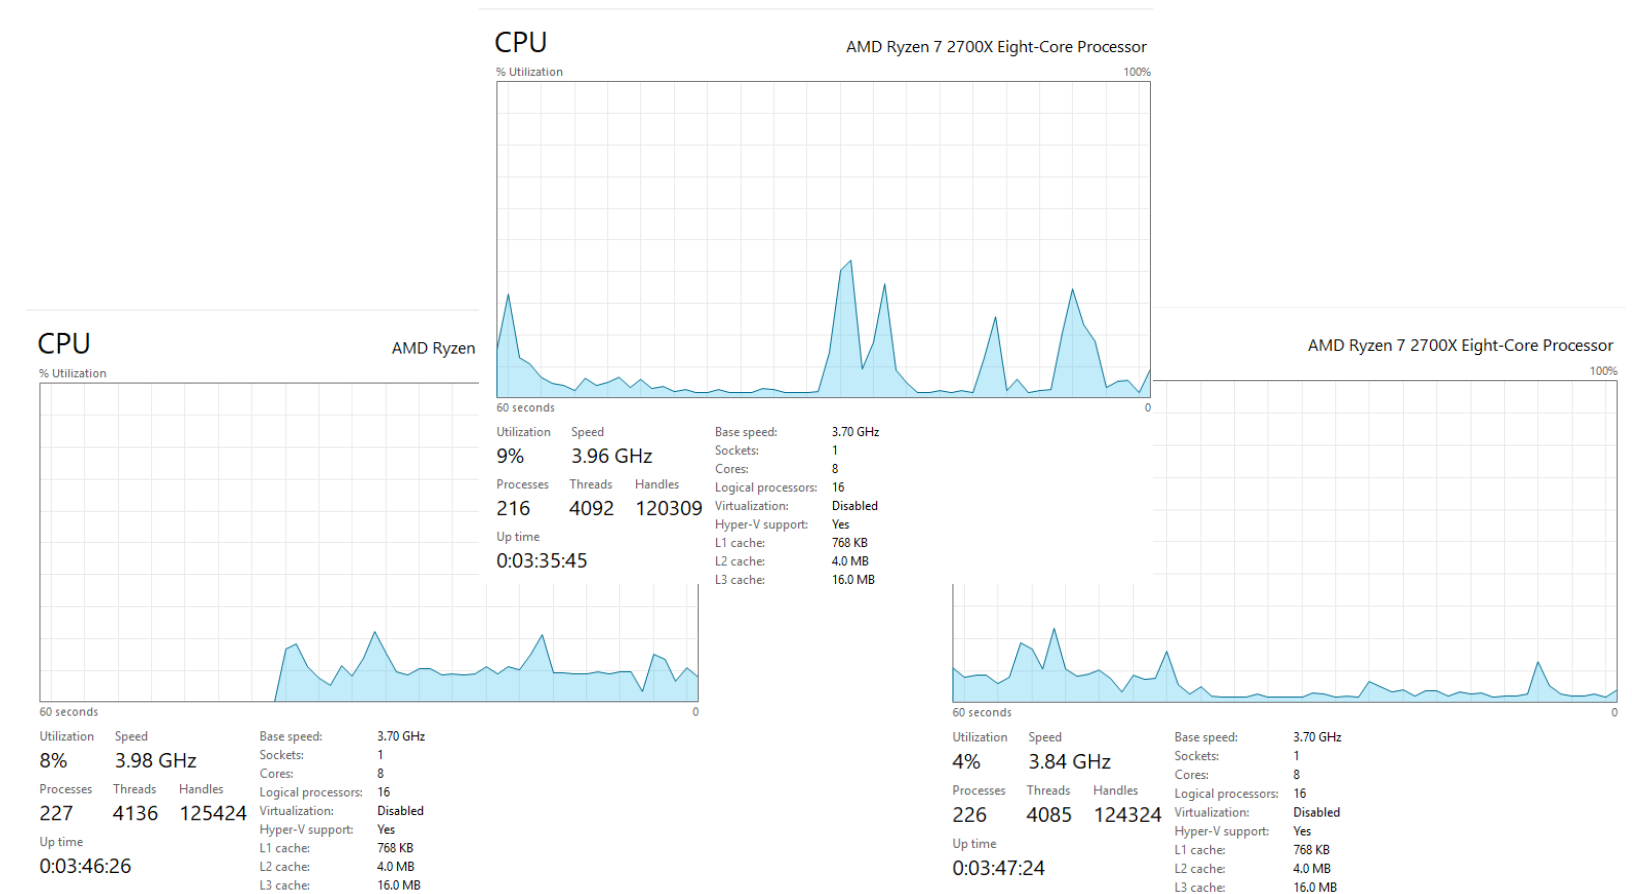 CPU
AMD Ryzen 7 2700X Eight-Core Processor
% Utilization 100%
60 seconds 0
Utilization Speed
9% 3.96 GHz
Processes Threads Handles
216 4092 120309
Up time
0:03:35:45
Base speed: 3.70 GHz
Sockets: 1
Cores: 8
Logical processors: 16
Virtualization: Disabled
Hyper-V support: Yes
L1 cache: 768 KB
L2 cache: 4.0 MB
L3 cache: 16.0 MB
CPU
AMD Ryzen
% Utilization
60 seconds 0
Utilization Speed
8% 3.98 GHz
Processes Threads Handles
227 4136 125424
Up time
0:03:46:26
Base speed: 3.70 GHz
Sockets: 1
Cores: 8
Logical processors: 16
Virtualization: Disabled
Hyper-V support: Yes
L1 cache: 768 KB
L2 cache: 4.0 MB
L3 cache: 16.0 MB
AMD Ryzen 7 2700X Eight-Core Processor
100%
60 seconds 0
Utilization Speed
4% 3.84 GHz
Processes Threads Handles
226 4085 124324
Up time
0:03:47:24
Base speed: 3.70 GHz
Sockets: 1
Cores: 8
Logical processors: 16
Virtualization: Disabled
Hyper-V support: Yes
L1 cache: 768 KB
L2 cache: 4.0 MB
L3 cache: 16.0 MB